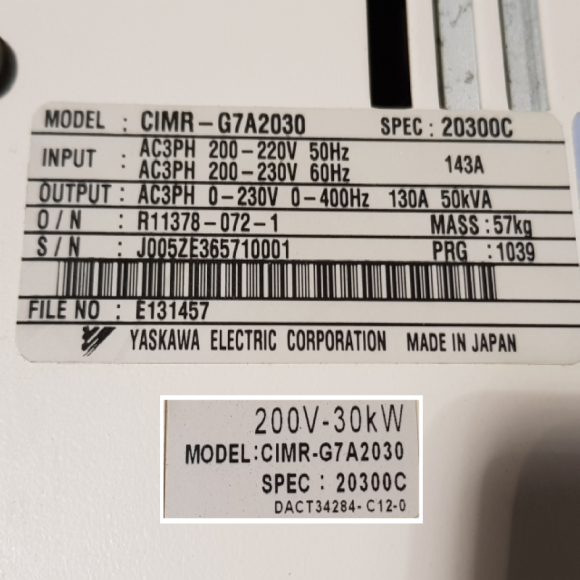 MODEL : CIMR-G7A2030 SPEC : 20300C
INPUT : AC3PH 200-220V 50Hz
AC3PH 200-230V 60Hz 143A
OUTPUT : AC3PH 0-230V 0-400Hz 130A 50kVA
O / N : R11378-072-1 MASS : 57kg
S / N : J005ZE365710001 PRG : 1039
FILE NO : E131457
YASKAWA ELECTRIC CORPORATION MADE IN JAPAN
200V-30kW
MODEL:CIMR-G7A2030
SPEC : 20300C
DACT34284-C12-0